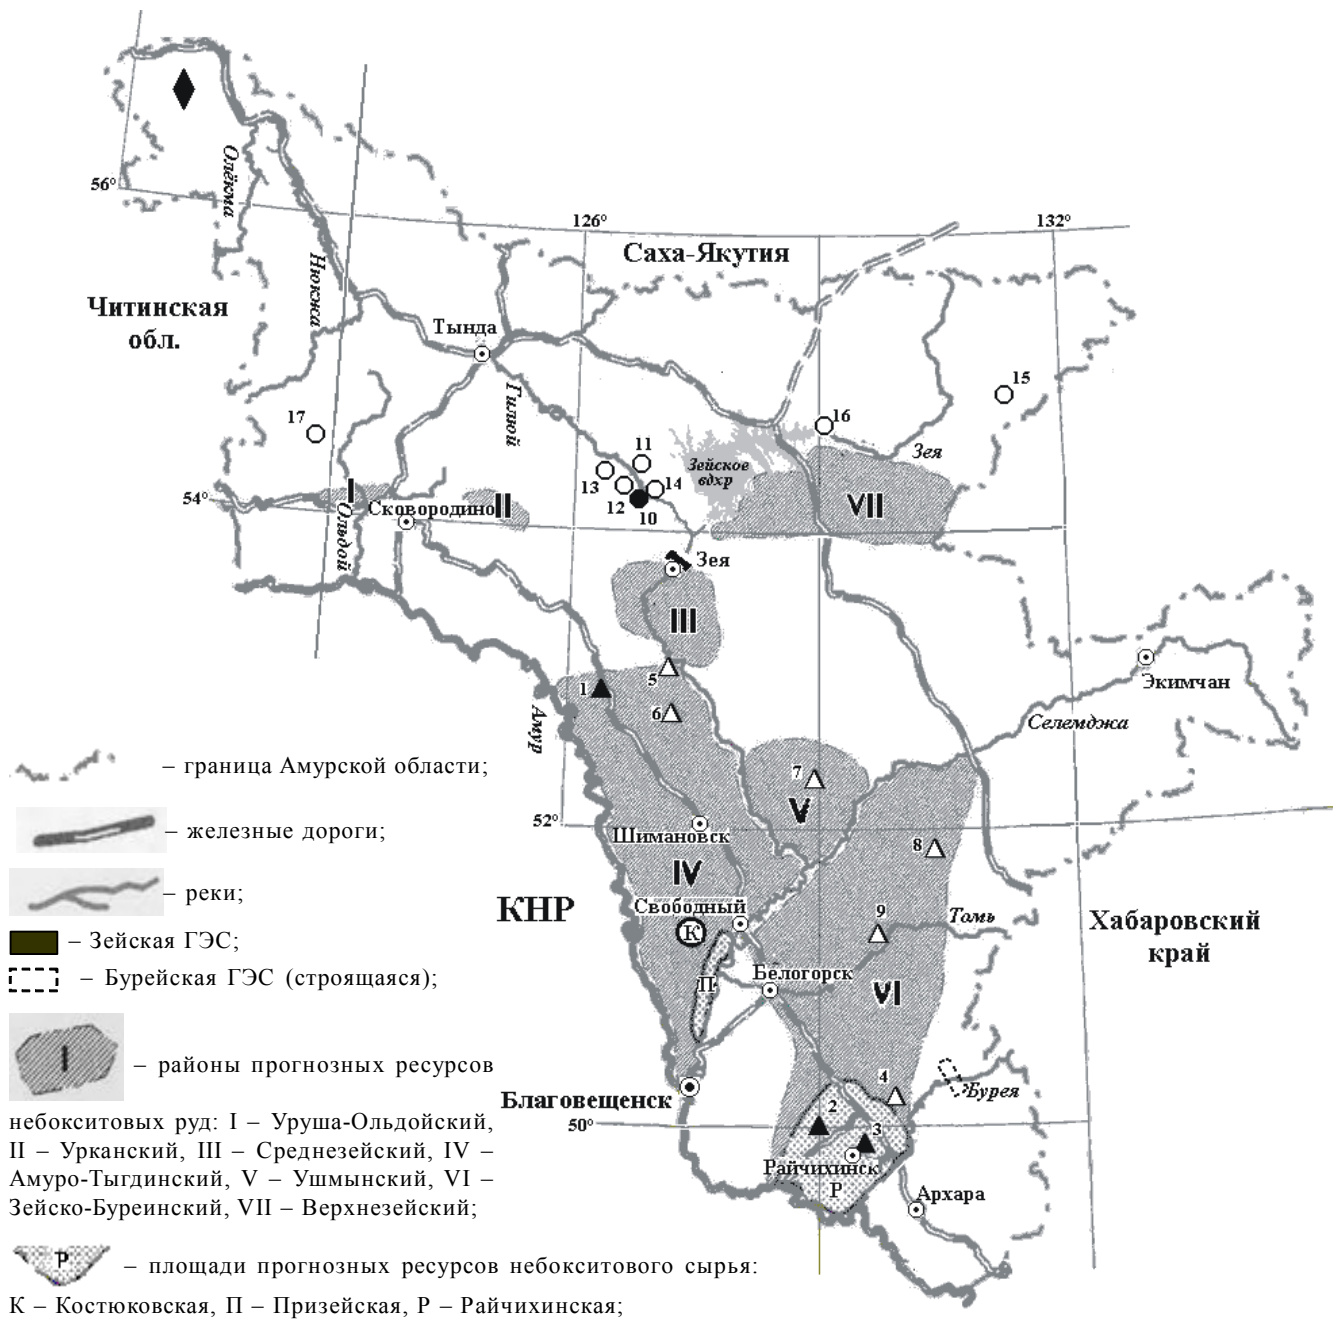 Олёкма
56°
126°
132°
Саха-Якутия
Нюкжа
Читинская
обл.
Тында
Гилюй
15
17
16
11
Зея
Зейское
вдхр
13
14
12
10
54°
I
II
VII
Сковородино
Ольдой
Зея
III
Экимчан
5
1
6
Амур
Селемджа
– граница Амурской области;
7
V
52°
– железные дороги;
Шимановск
8
IV
– реки;
КНР
Свободный
9
Томь
Хабаровский
край
К
– Зейская ГЭС;
Белогорск
– Бурейская ГЭС (строящаяся);
П
VI
I
– районы прогнозных ресурсов
4
Бурея
Благовещенск
2
небокситовых руд: I – Уруша-Ольдойский,
50°
3
II – Урканский, III – Среднезейский, IV –
Райчихинск
Амуро-Тыгдинский, V – Ушмынский, VI –
Р
Архара
Зейско-Буреинский, VII – Верхнезейский;
Р
– площади прогнозных ресурсов небокситового сырья:
К – Костюковская, П – Призейская, Р – Райчихинская;